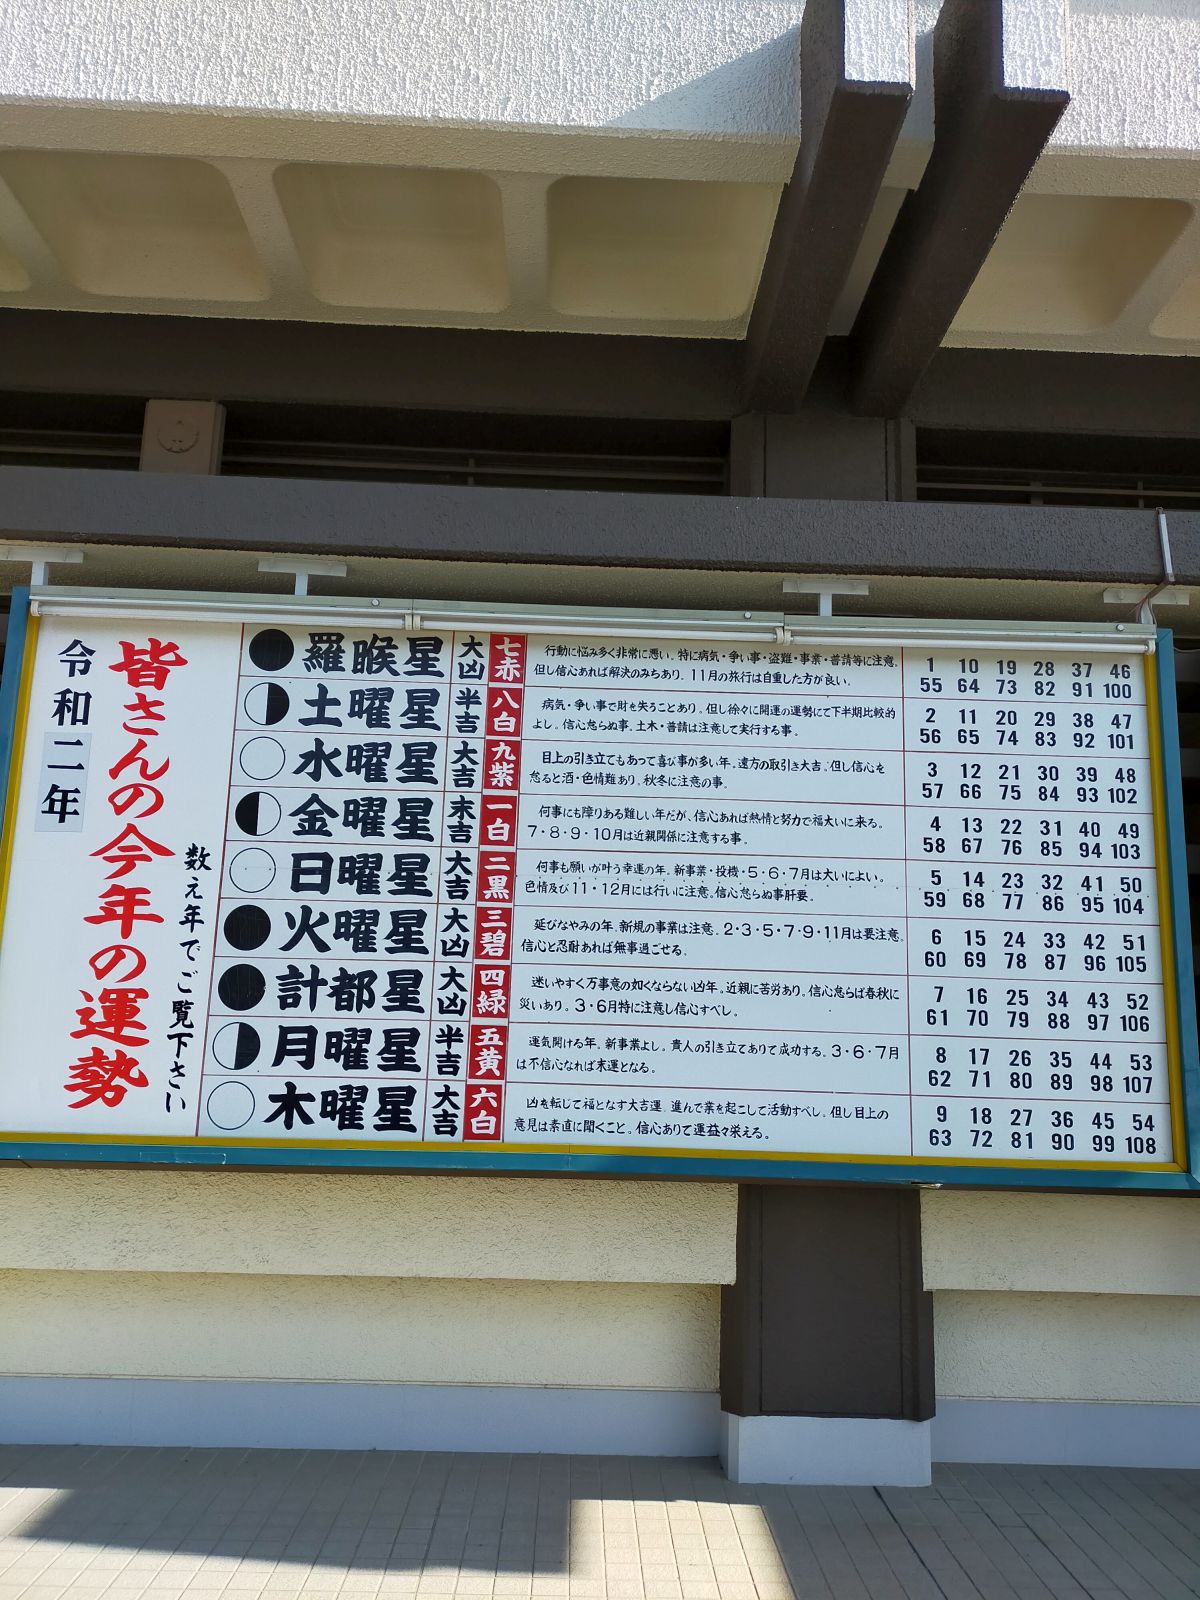 令和二年
皆さんの今年の運勢
数え年でご覧下さい
羅睺星 大凶 七赤
行動に悩み多く非常に悪い。特に病気・争い事・盗難・事業・普請等に注意。
但し信心あれば解決のみちあり。11月の旅行は自重した方が良い。
1 10 19 28 37 46
55 64 73 82 91 100
土曜星 半吉 八白
病気・争い事で財を失うことあり。但し徐々に開運の運勢にて下半期比較的
よし。信心怠らぬ事。土木・普請は注意して実行する事。
2 11 20 29 38 47
56 65 74 83 92 101
水曜星 大吉 九紫
目上の引き立てもあって喜び事が多い年。遠方の取引き大吉。但し信心を
怠ると酒・色情難あり。秋冬に注意の事。
3 12 21 30 39 48
57 66 75 84 93 102
金曜星 末吉 一白
何事にも障りある難しい年だが、信心あれば熱情と努力で福大いに来る。
7・8・9・10月は近親関係に注意する事。
4 13 22 31 40 49
58 67 76 85 94 103
日曜星 大吉 二黒
何事も願いが叶う幸運の年。新事業・投機・5・6・7月は大いによい。
色情及び11・12月には行いに注意。信心怠らぬ事肝要。
5 14 23 32 41 50
59 68 77 86 95 104
火曜星 大凶 三碧
延びなやみの年。新規の事業は注意。2・3・5・7・9・11月は要注意。
信心と忍耐あれば無事過ごせる。
6 15 24 33 42 51
60 69 78 87 96 105
計都星 大凶 四緑
迷いやすく万事意の如くならない凶年。近親に苦労あり。信心怠らば春秋に
災いあり。3・6月特に注意し信心すべし。
7 16 25 34 43 52
61 70 79 88 97 106
月曜星 半吉 五黄
運気開ける年。新事業よし。貴人の引き立てありて成功する。3・6・7月
は不信心なれば末運となる。
8 17 26 35 44 53
62 71 80 89 98 107
木曜星 大吉 六白
凶を転じて福となす大吉運。進んで業を起こして活動すべし。但し目上の
意見は素直に聞くこと。信心ありて運益々栄える。
9 18 27 36 45 54
63 72 81 90 99 108